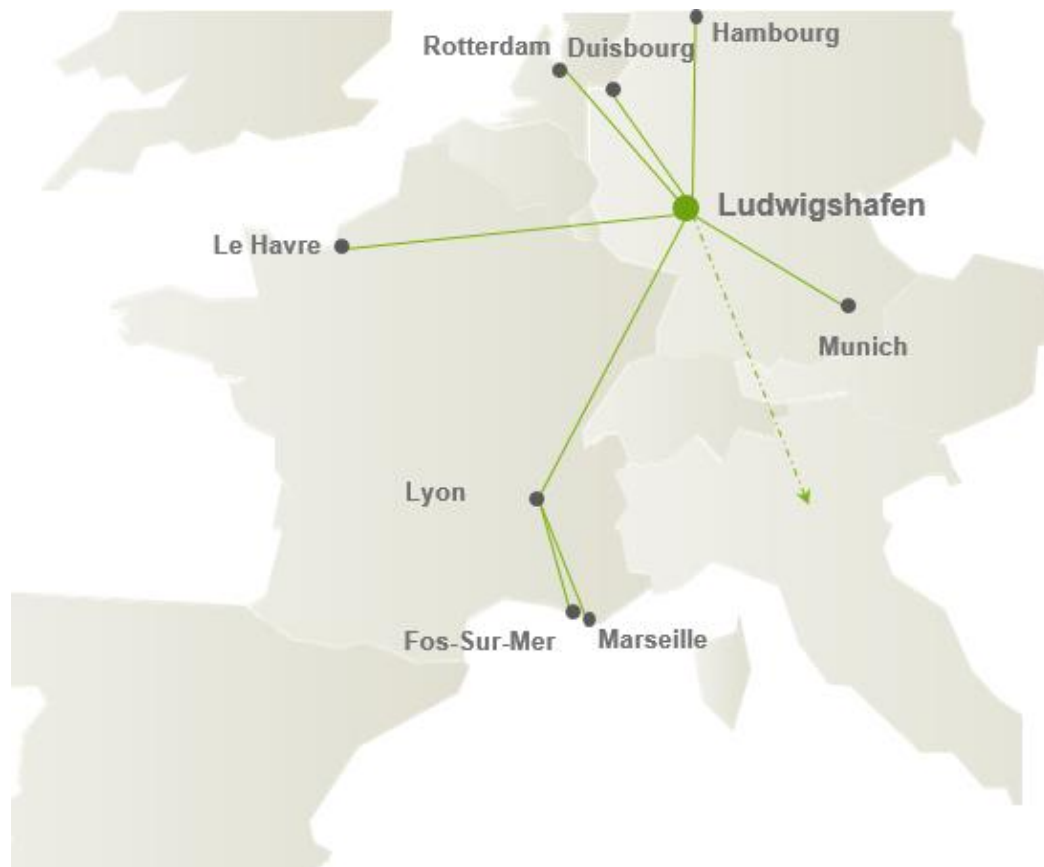 Hambourg
Rotterdam
Duisbourg
Ludwigshafen
Le Havre
Munich
Lyon
Fos-Sur-Mer
Marseille